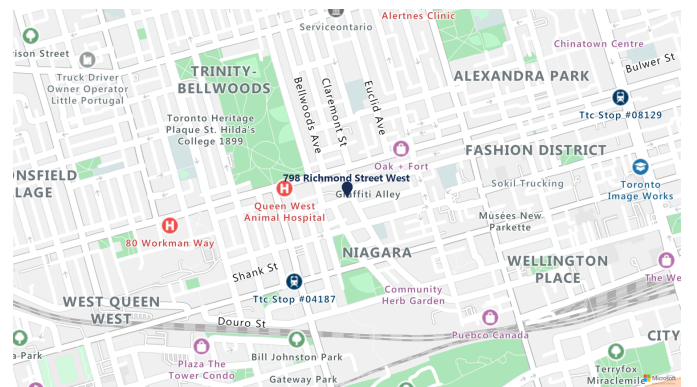 Alertnes Clinic
Serviceontario
ison Street
Chinatown Centre
Truck Driver
Owner Operator
Little Portugal
TRINITY-
BELLWOODS
ALEXANDRA PARK
Bulwer St
Bellwoods Ave
Claremont St
Euclid Ave
Ttc Stop #08129
Toronto Heritage
Plaque St. Hilda's
College 1899
FASHION DISTRICT
Oak + Fort
NSFIELD
LAGE
798 Richmond Street West
Graffiti Alley
Sokil Trucking
Toronto
Image Works
Queen West
Animal Hospital
Musées New
Parkette
80 Workman Way
NIAGARA
WELLINGTON
PLACE
Shank St
The We
Community
Herb Garden
Ttc Stop #04187
WEST QUEEN
WEST
Douro St
Puebco Canada
CITY
a Park
Bill Johnston Park
Plaza The
Tower Condo
Terryfox
Miraclemile
Gateway Park
Microsoft